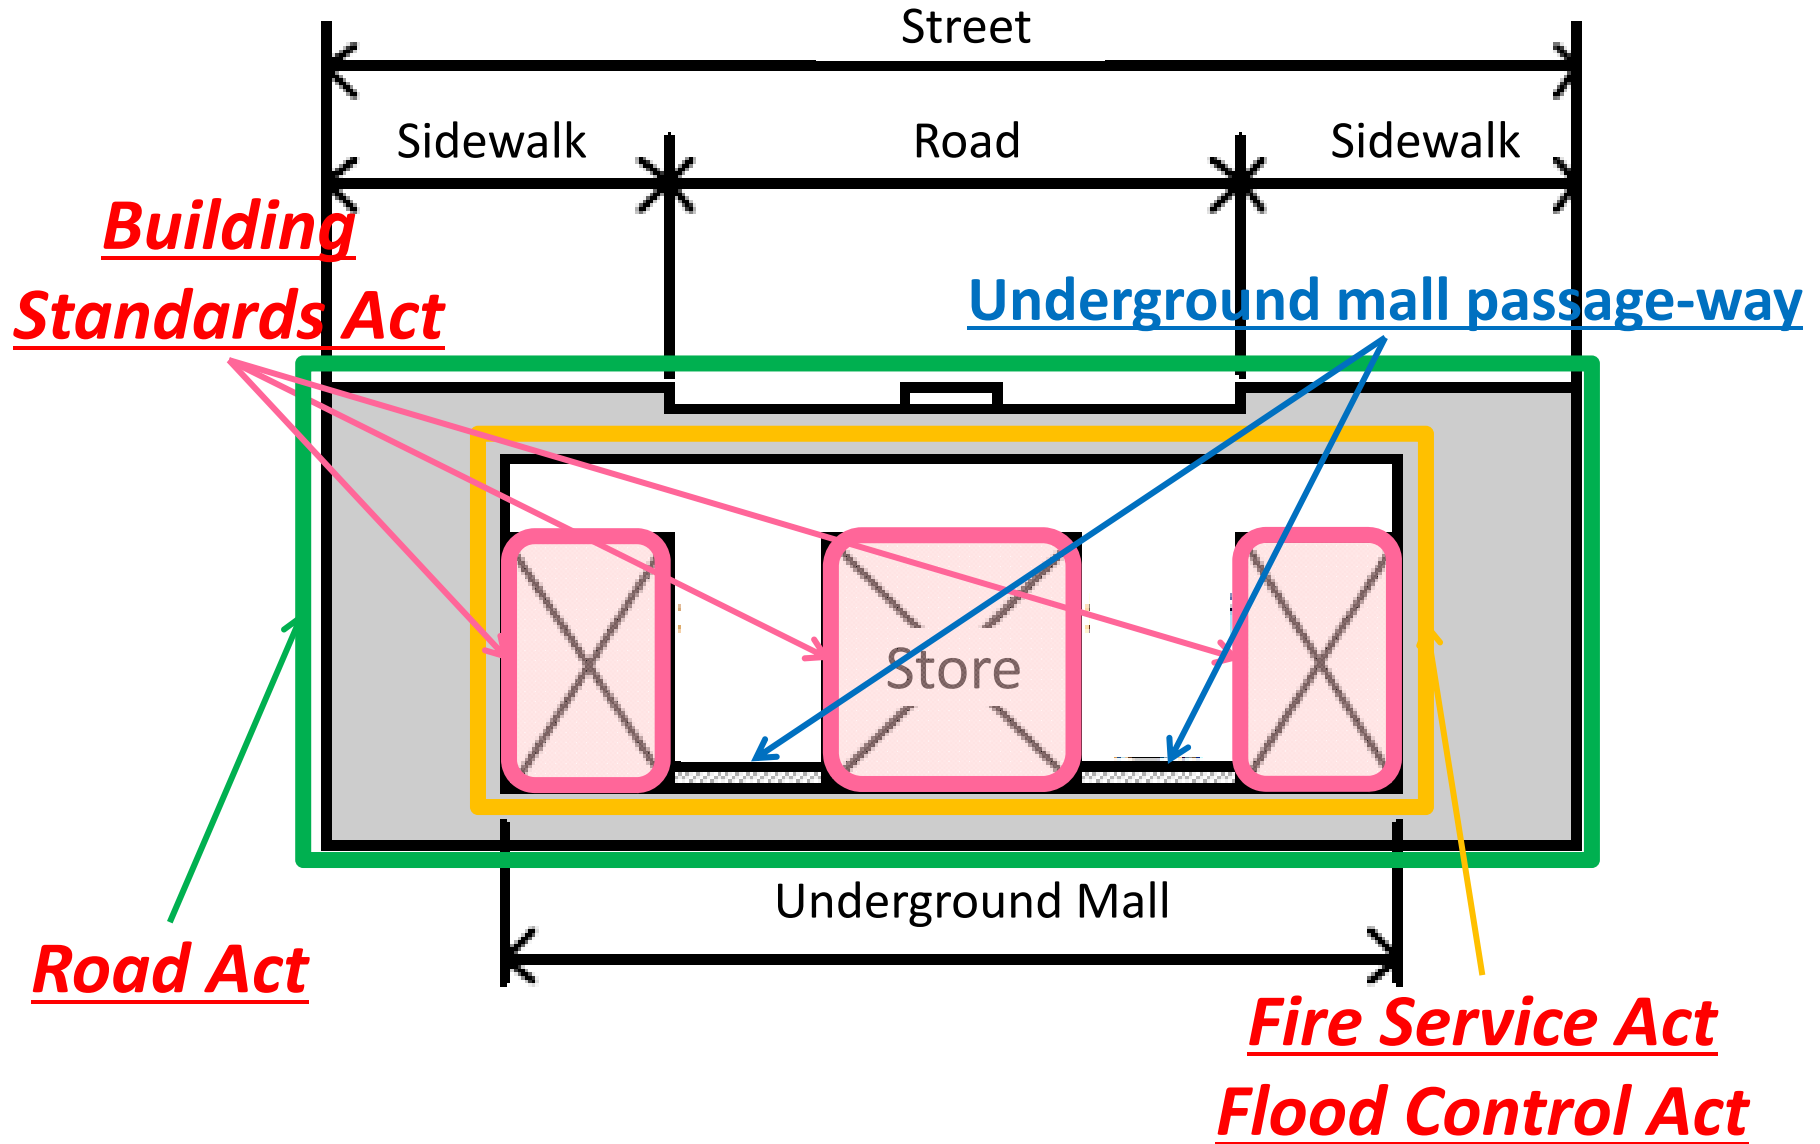 Street
Sidewalk
Road
Sidewalk
Building
Standards Act
Underground mall passage-way
Store
Underground Mall
Road Act
Fire Service Act
Flood Control Act